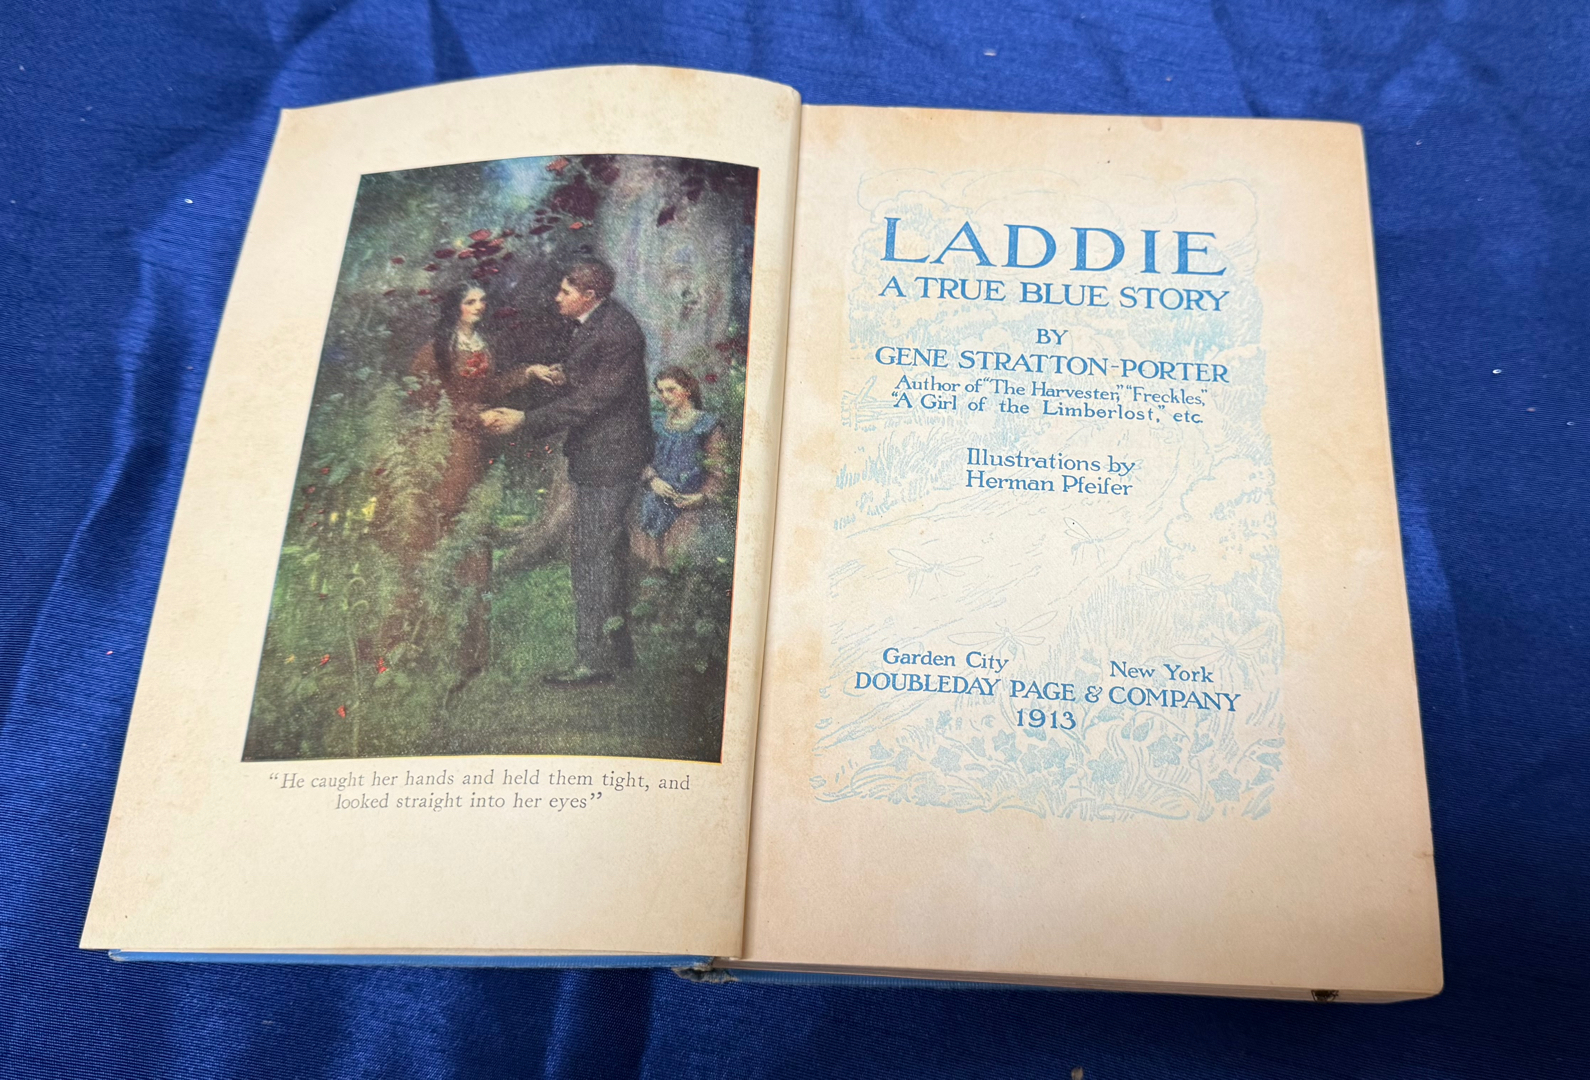 "He caught her hands and held them tight, and
looked straight into her eyes"
LADDIE
A TRUE BLUE STORY
BY
GENE STRATTON-PORTER
Author of "The Harvester," "Freckles,"
"A Girl of the Limberlost," etc.
Illustrations by
Herman Pfeifer
Garden City New York
DOUBLEDAY PAGE & COMPANY
1913